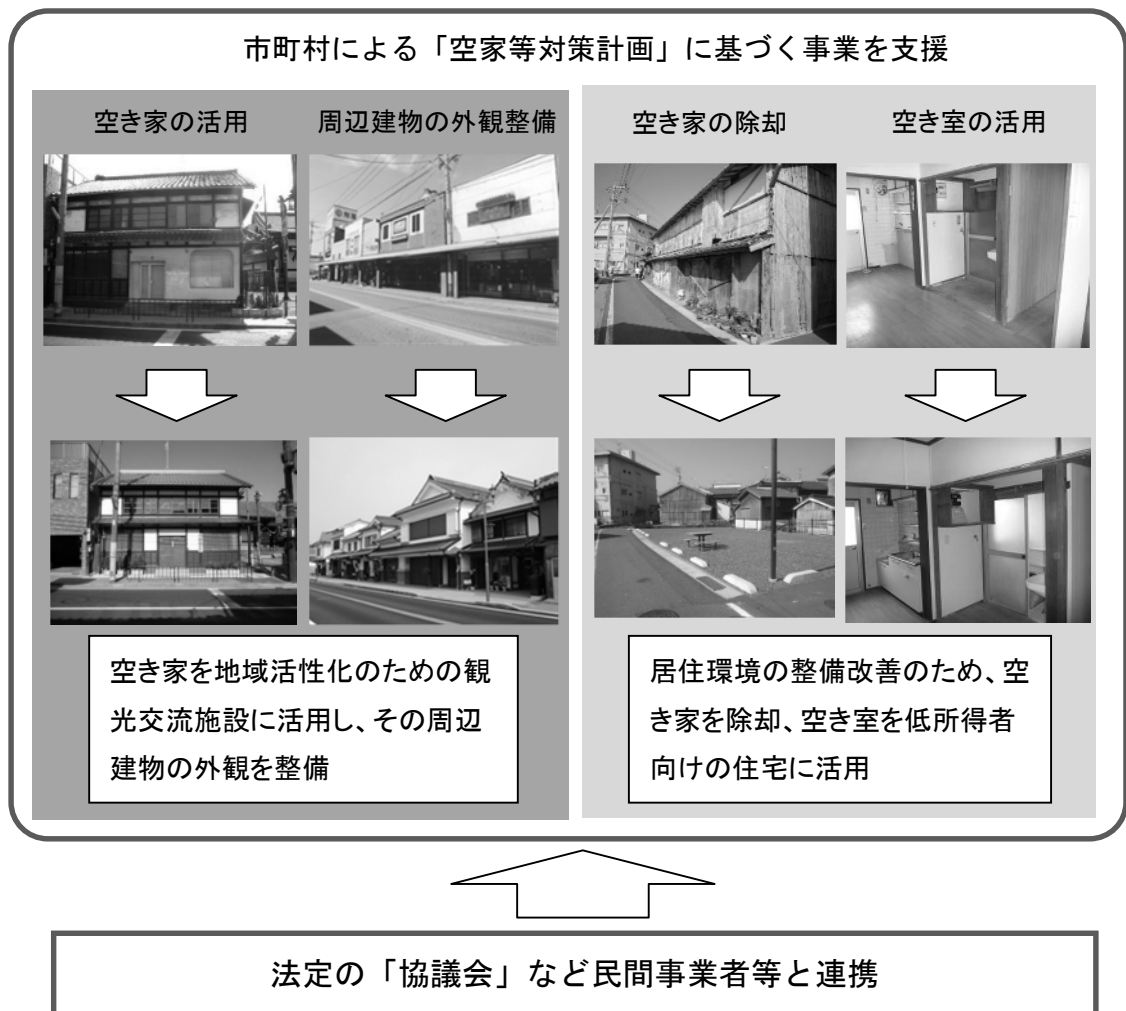 市町村による「空家等対策計画」に基づく事業を支援
空き家の活用
周辺建物の外観整備
空き家の除却
空き室の活用
空き家を地域活性化のための観
光交流施設に活用し、その周辺
建物の外観を整備
居住環境の整備改善のため、空
き家を除却、空き室を低所得者
向けの住宅に活用
法定の「協議会」など民間事業者等と連携